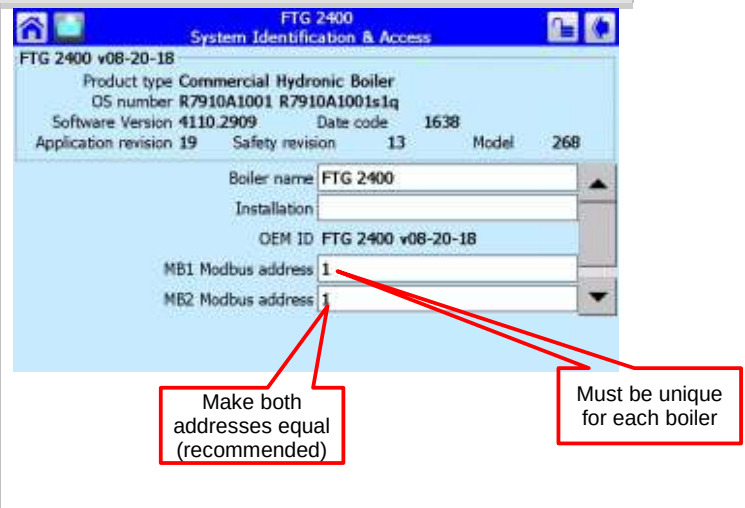 FTG 2400
System Identification & Access
FTG 2400 v08-20-18
Product type Commercial Hydronic Boiler
OS number R7910A1001 R7910A1001s1q
Software Version 4110.2909 Date code 1638
Application revision 19 Safety revision 13 Model 268
Boiler name FTG 2400
Installation
OEM ID FTG 2400 v08-20-18
MB1 Modbus address 1
MB2 Modbus address 1
Make both
addresses equal
(recommended)
Must be unique
for each boiler